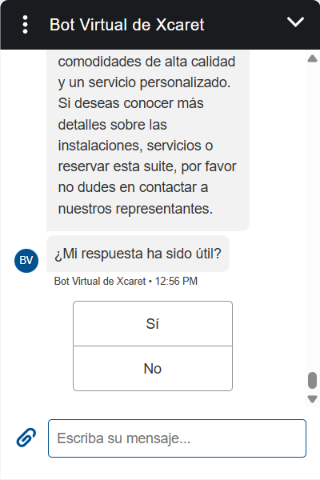 Bot Virtual de Xcaret
comodidades de alta calidad
y un servicio personalizado.
Si deseas conocer más
detalles sobre las
instalaciones, servicios o
reservar esta suite, por favor
no dudes en contactar a
nuestros representantes.
¿Mi respuesta ha sido útil?
BV
Bot Virtual de Xcaret • 12:56 PM
Sí
No
Escriba su mensaje...